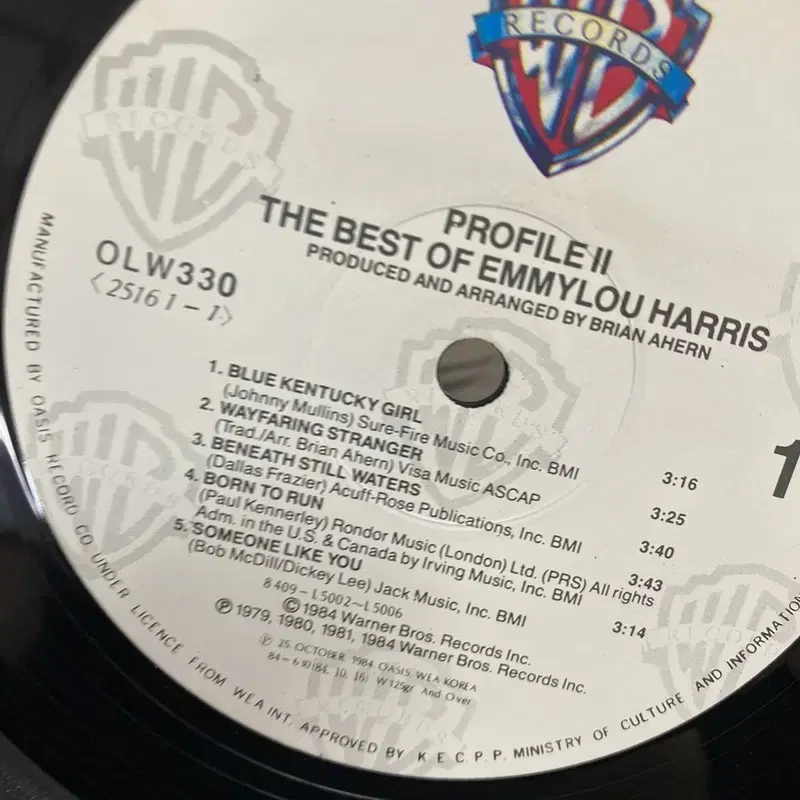 RECORDS
RECORDS
PROFILE II
THE BEST OF EMMYLOU HARRIS
PRODUCED AND ARRANGED BY BRIAN AHERN
OLW330
<25161-1>
1
1. BLUE KENTUCKY GIRL
(Johnny Mullins) Sure-Fire Music Co., Inc. BMI 3:16
2. WAYFARING STRANGER
(Trad./Arr. Brian Ahern) Visa Music ASCAP 3:25
3. BENEATH STILL WATERS
(Dallas Frazier) Acuff-Rose Publications, Inc. BMI 3:40
4. BORN TO RUN
(Paul Kennerley) Rondor Music (London) Ltd. (PRS) All rights
Adm. in the U.S. & Canada by Irving Music, Inc. BMI 3:43
5. SOMEONE LIKE YOU
(Bob McDill/Dickey Lee) Jack Music, Inc. BMI 3:14
8409-L5002~L5006
©1984 Warner Bros. Records Inc.
℗ 1979, 1980, 1981, 1984 Warner Bros. Records Inc.
℗ 25 OCTOBER. 1984 OASIS. WEA KOREA
84-630(84. 10. 16) W125gr And Over
MANUFACTURED BY OASIS RECORD CO. UNDER LICENCE FROM WEA INT. APPROVED BY K.E.C.P.P. MINISTRY OF CULTURE AND INFORMATION